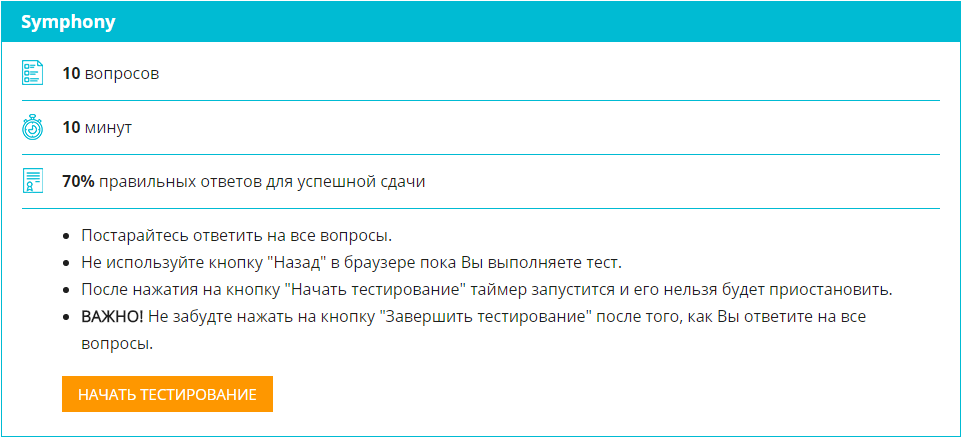 Symphony
10 вопросов
10 минут
70% правильных ответов для успешной сдачи
Постарайтесь ответить на все вопросы.
Не используйте кнопку "Назад" в браузере пока Вы выполняете тест.
После нажатия на кнопку "Начать тестирование" таймер запустится и его нельзя будет приостановить.
ВАЖНО! Не забудте нажать на кнопку "Завершить тестирование" после того, как Вы ответите на все
вопросы.
НАЧАТЬ ТЕСТИРОВАНИЕ